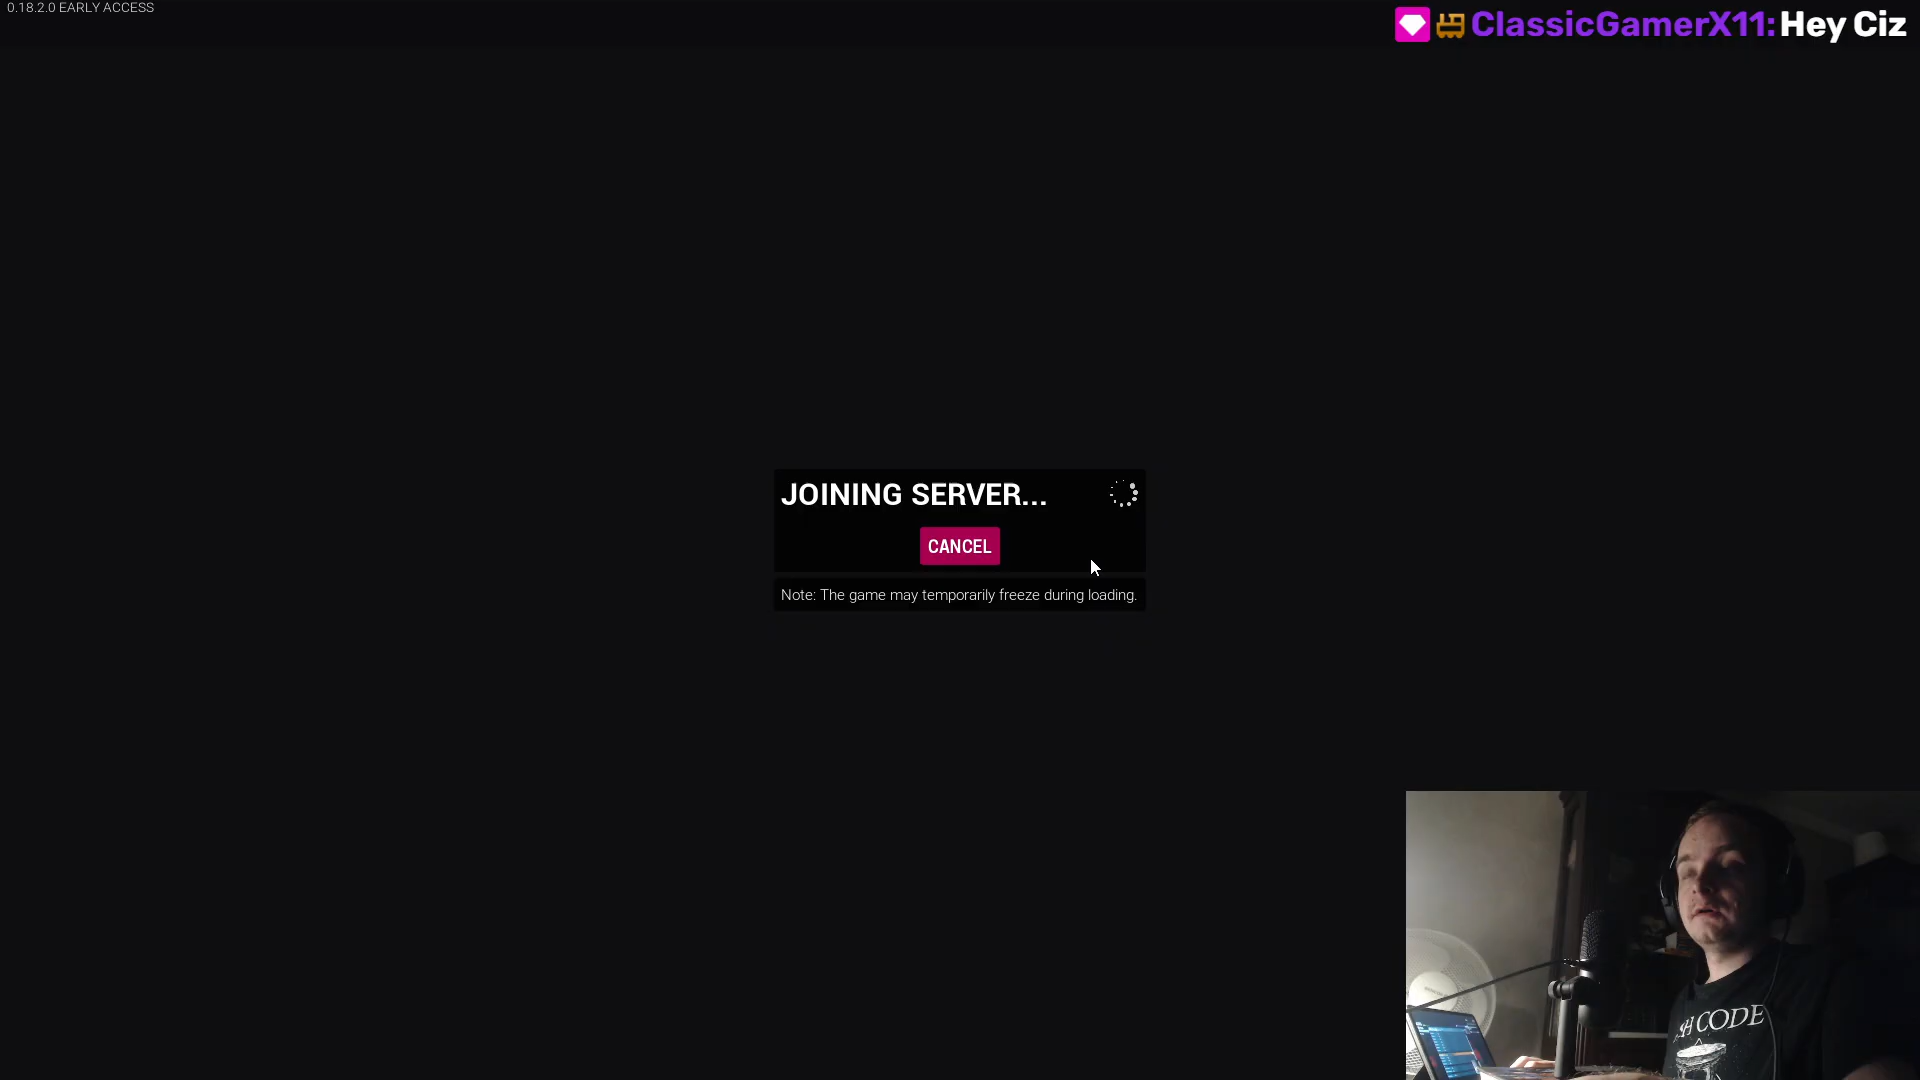 0.18.2.0 EARLY ACCESS
ClassicGamerX11: Hey Ciz
JOINING SERVER...
CANCEL
Note: The game may temporarily freeze during loading.
CODE